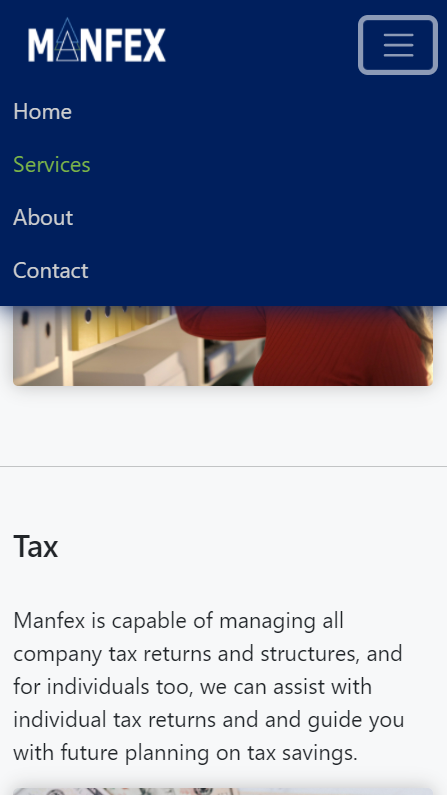 MANFEX
Home
Services
About
Contact
Tax
Manfex is capable of managing all
company tax returns and structures, and
for individuals too, we can assist with
individual tax returns and and guide you
with future planning on tax savings.